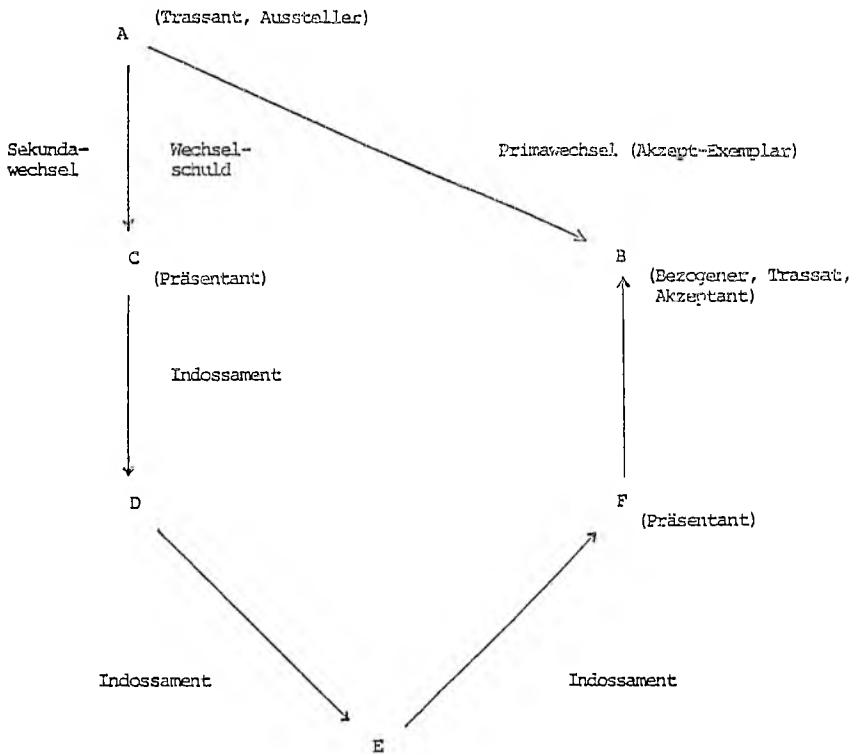 (Trassant, Aussteller)
A
Sekunda-
wechsel
Wechsel-
schuld
Primawechsel (Akzept-Exemplar)
C
(Präsentant)
B
(Bezogener, Trassat,
Akzeptant)
Indossament
D
F
(Präsentant)
Indossament
Indossament
E